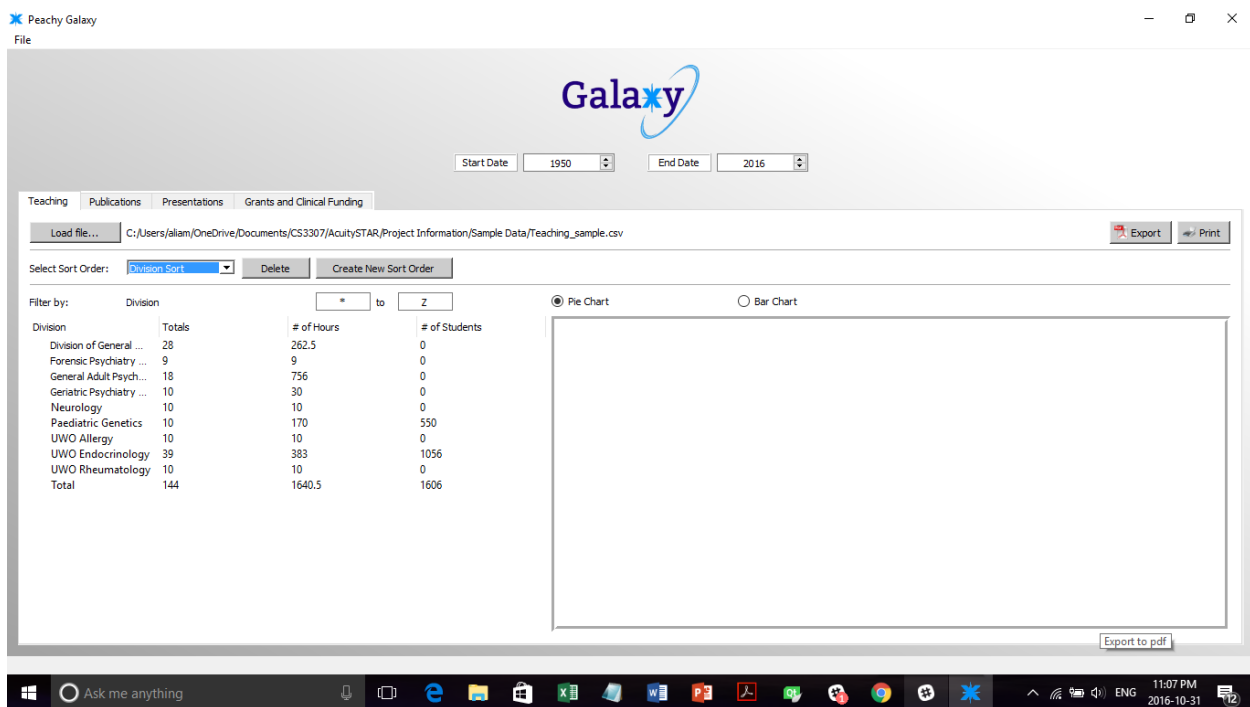 Peachy Galaxy
File
Galaxy
Start Date 1950 End Date 2016
Teaching Publications Presentations Grants and Clinical Funding
Load file... C:/Users/aliam/OneDrive/Documents/CS3307/AcuitySTAR/Project Information/Sample Data/Teaching_sample.csv Export Print
Select Sort Order: Division Sort Delete Create New Sort Order
Filter by: Division * to Z Pie Chart Bar Chart
Division Totals # of Hours # of Students
Division of General ... 28 262.5 0
Forensic Psychiatry ... 9 9 0
General Adult Psych... 18 756 0
Geriatric Psychiatry ... 10 30 0
Neurology 10 10 0
Paediatric Genetics 10 170 550
UWO Allergy 10 10 0
UWO Endocrinology 39 383 1056
UWO Rheumatology 10 10 0
Total 144 1640.5 1606
Export to pdf
Ask me anything ENG 11:07 PM
2016-10-31
12